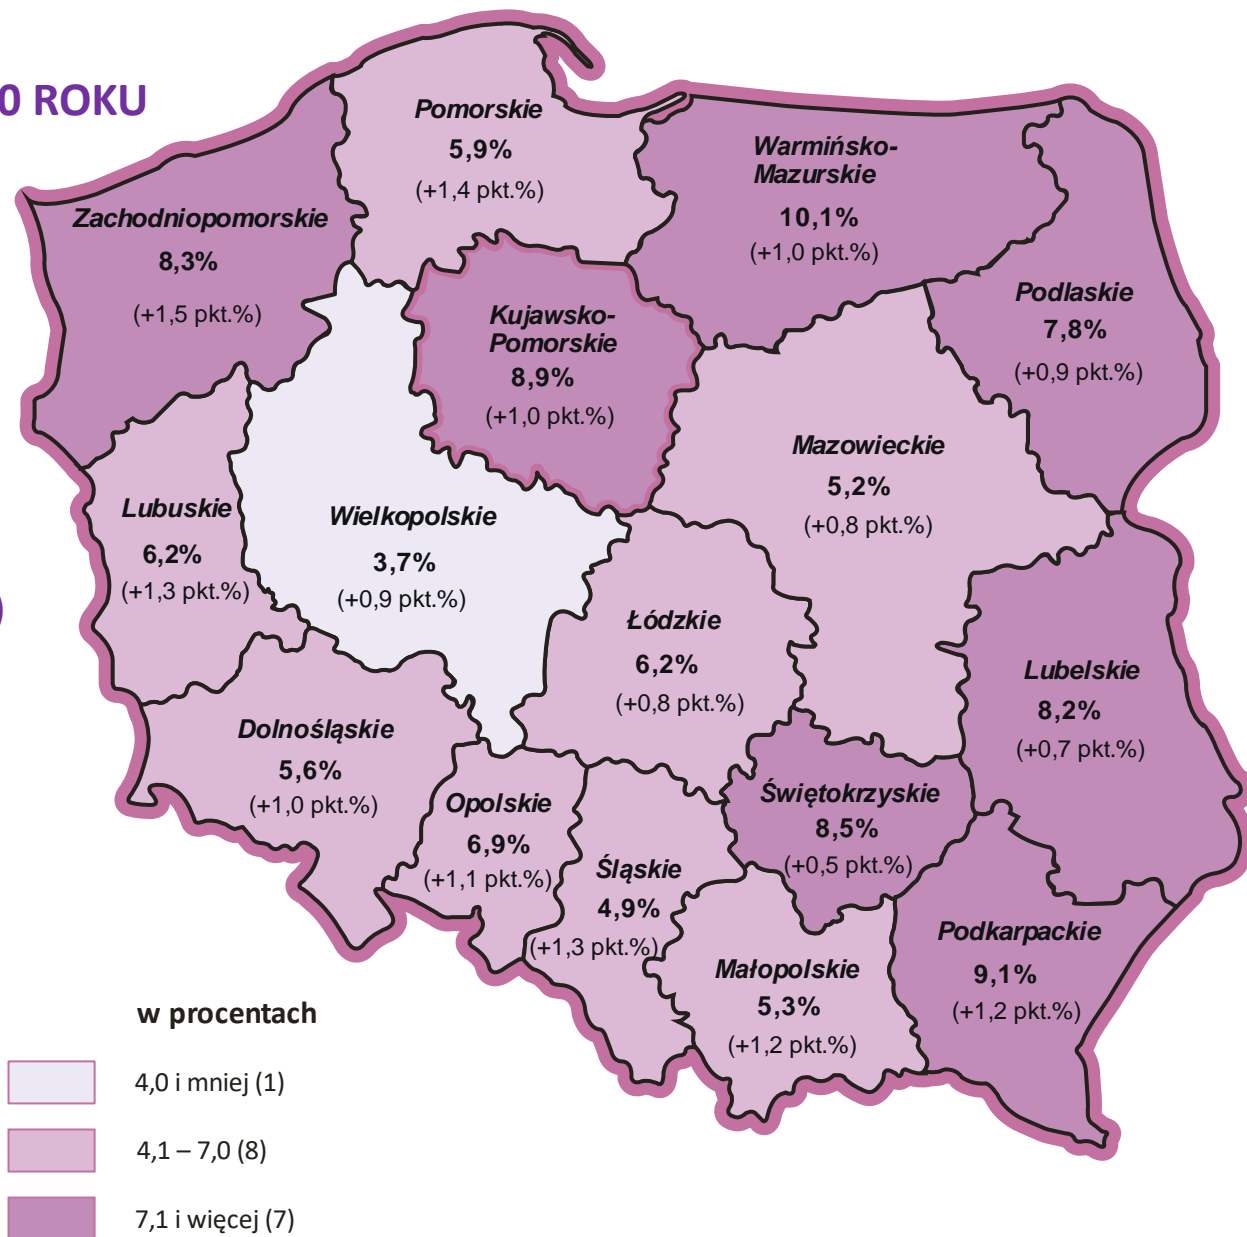 0 ROKU
Pomorskie
5,9%
(+1,4 pkt.%)
Warmińsko-
Mazurskie
10,1%
(+1,0 pkt.%)
Zachodniopomorskie
8,3%
(+1,5 pkt.%)
Podlaskie
7,8%
(+0,9 pkt.%)
Kujawsko-
Pomorskie
8,9%
(+1,0 pkt.%)
Mazowieckie
5,2%
(+0,8 pkt.%)
Lubuskie
6,2%
(+1,3 pkt.%)
Wielkopolskie
3,7%
(+0,9 pkt.%)
)
Łódzkie
6,2%
(+0,8 pkt.%)
Lubelskie
8,2%
(+0,7 pkt.%)
Dolnośląskie
5,6%
(+1,0 pkt.%)
Opolskie
6,9%
(+1,1 pkt.%)
Świętokrzyskie
8,5%
(+0,5 pkt.%)
Śląskie
4,9%
(+1,3 pkt.%)
Małopolskie
5,3%
(+1,2 pkt.%)
Podkarpackie
9,1%
(+1,2 pkt.%)
w procentach
4,0 i mniej (1)
4,1 – 7,0 (8)
7,1 i więcej (7)